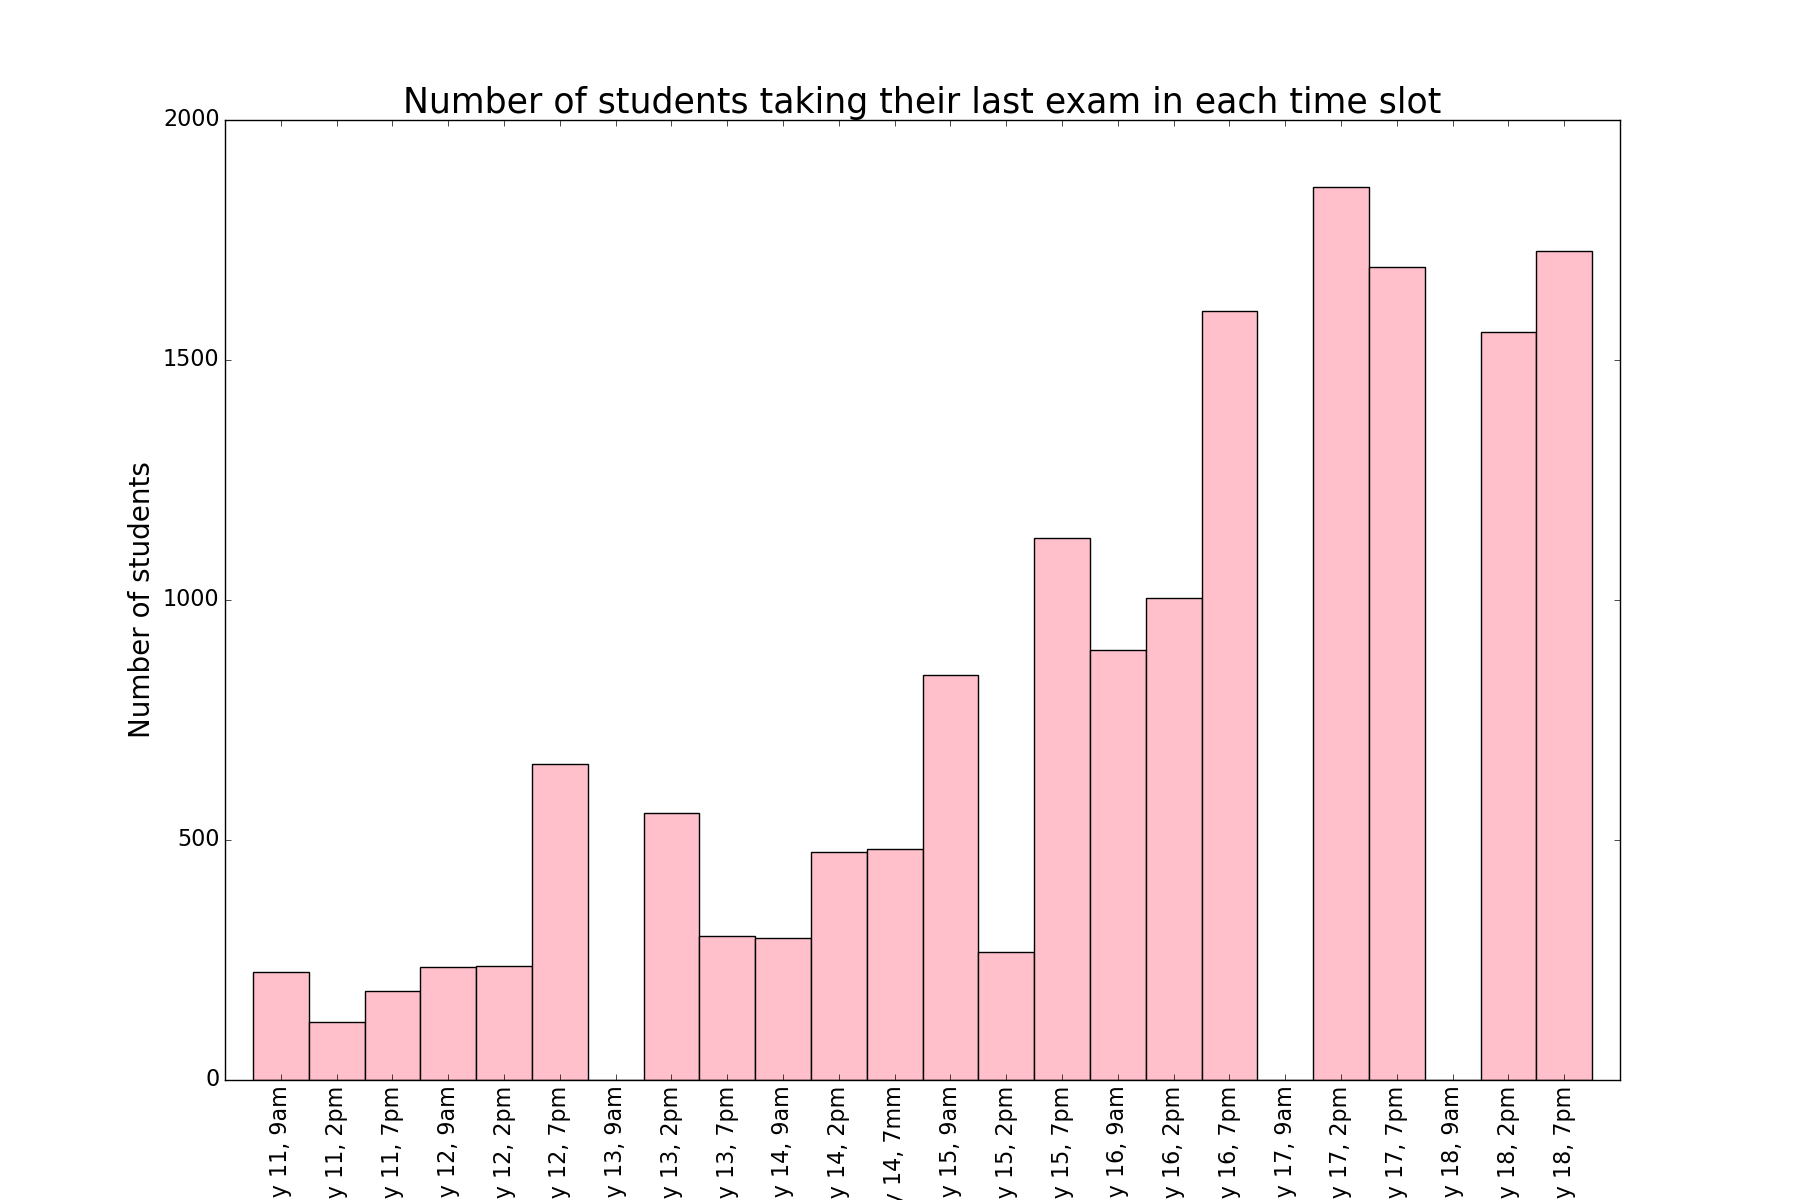 Number of students taking their last exam in each time slot
Number of students
2000
1500
1000
500
0
y 11, 9am
y 11, 2pm
y 11, 7pm
y 12, 9am
y 12, 2pm
y 12, 7pm
y 13, 9am
y 13, 2pm
y 13, 7pm
y 14, 9am
y 14, 2pm
y 14, 7mm
y 15, 9am
y 15, 2pm
y 15, 7pm
y 16, 9am
y 16, 2pm
y 16, 7pm
y 17, 9am
y 17, 2pm
y 17, 7pm
y 18, 9am
y 18, 2pm
y 18, 7pm